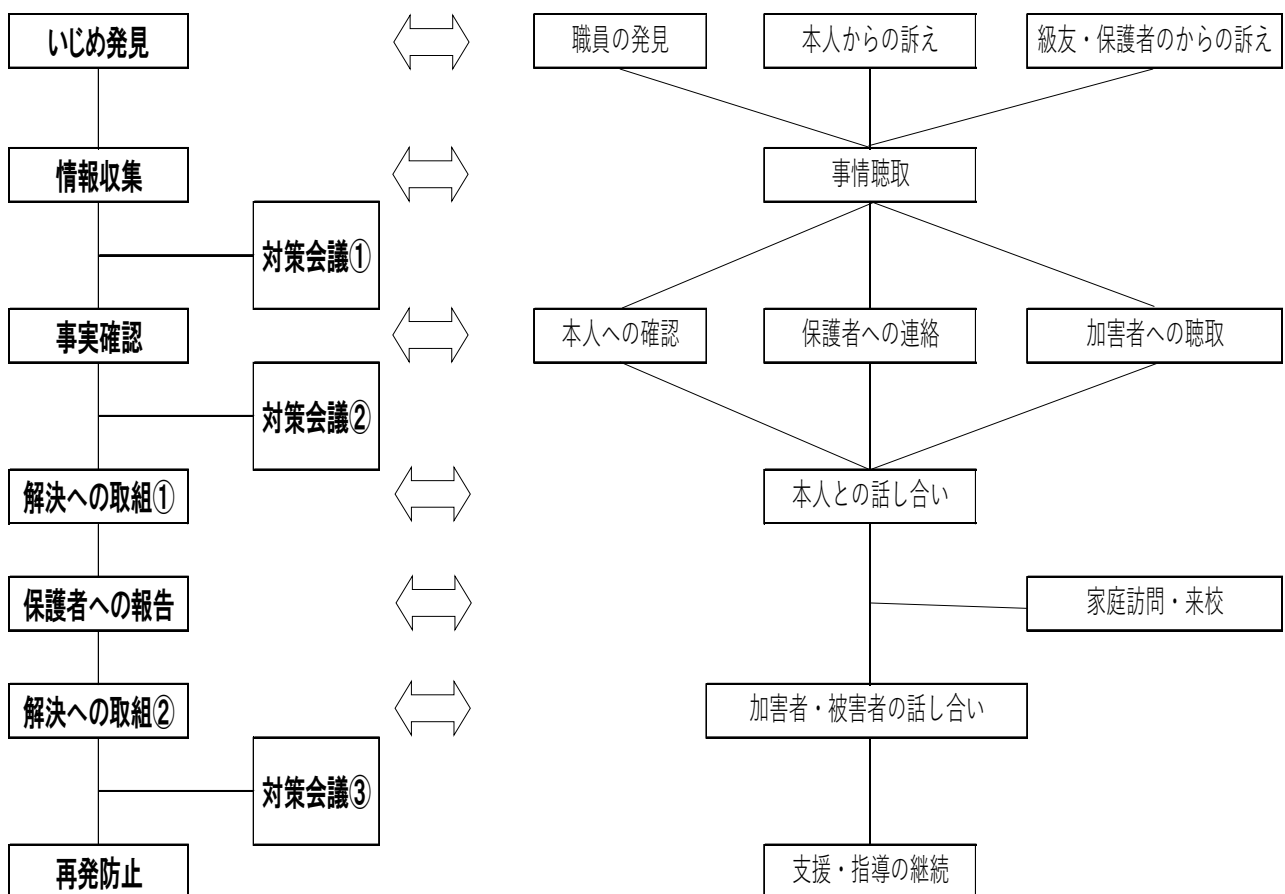 いじめ発見
職員の発見
本人からの訴え
級友・保護者のからの訴え
情報収集
事情聴取
対策会議①
事実確認
本人への確認
保護者への連絡
加害者への聴取
対策会議②
解決への取組①
本人との話し合い
保護者への報告
家庭訪問・来校
解決への取組②
加害者・被害者の話し合い
対策会議③
再発防止
支援・指導の継続